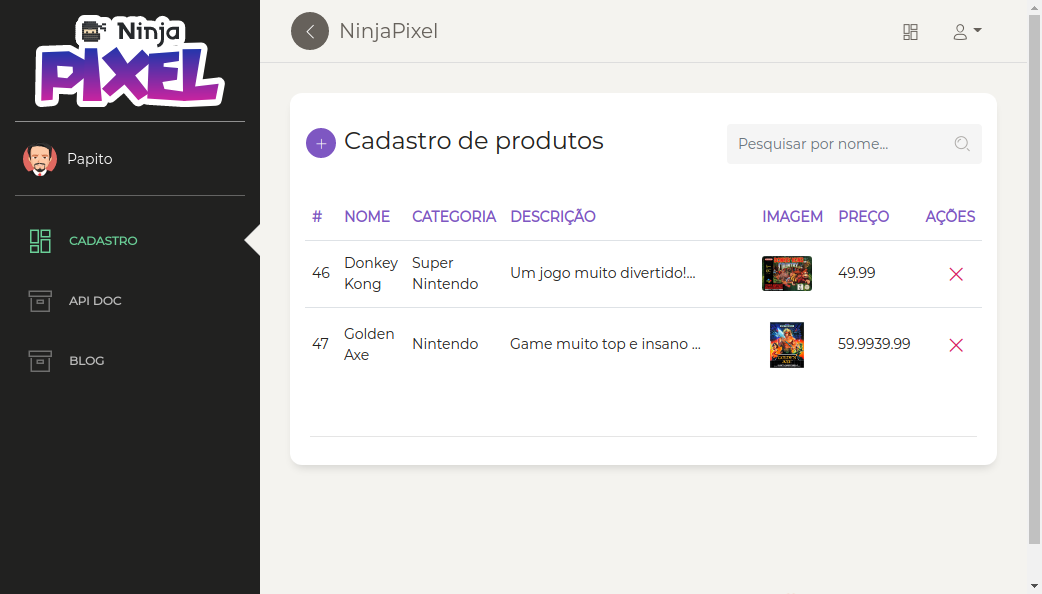 Ninja
PIXEL
NinjaPixel
Papito
CADASTRO
API DOC
BLOG
+ Cadastro de produtos
Pesquisar por nome...
# NOME CATEGORIA DESCRIÇÃO IMAGEM PREÇO AÇÕES
46 Donkey Kong Super Nintendo Um jogo muito divertido!... 49.99
47 Golden Axe Nintendo Game muito top e insano ... 59.9939.99